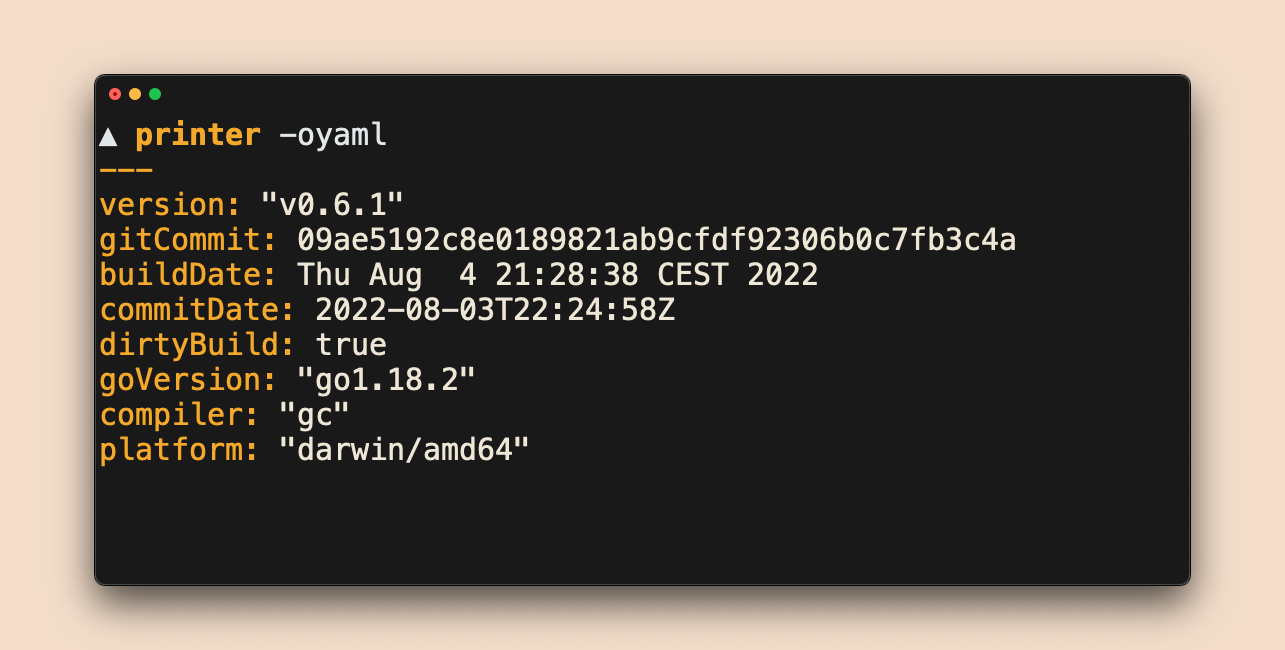 ▲ printer -oyaml
---
version: "v0.6.1"
gitCommit: 09ae5192c8e0189821ab9cfdf92306b0c7fb3c4a
buildDate: Thu Aug  4 21:28:38 CEST 2022
commitDate: 2022-08-03T22:24:58Z
dirtyBuild: true
goVersion: "go1.18.2"
compiler: "gc"
platform: "darwin/amd64"